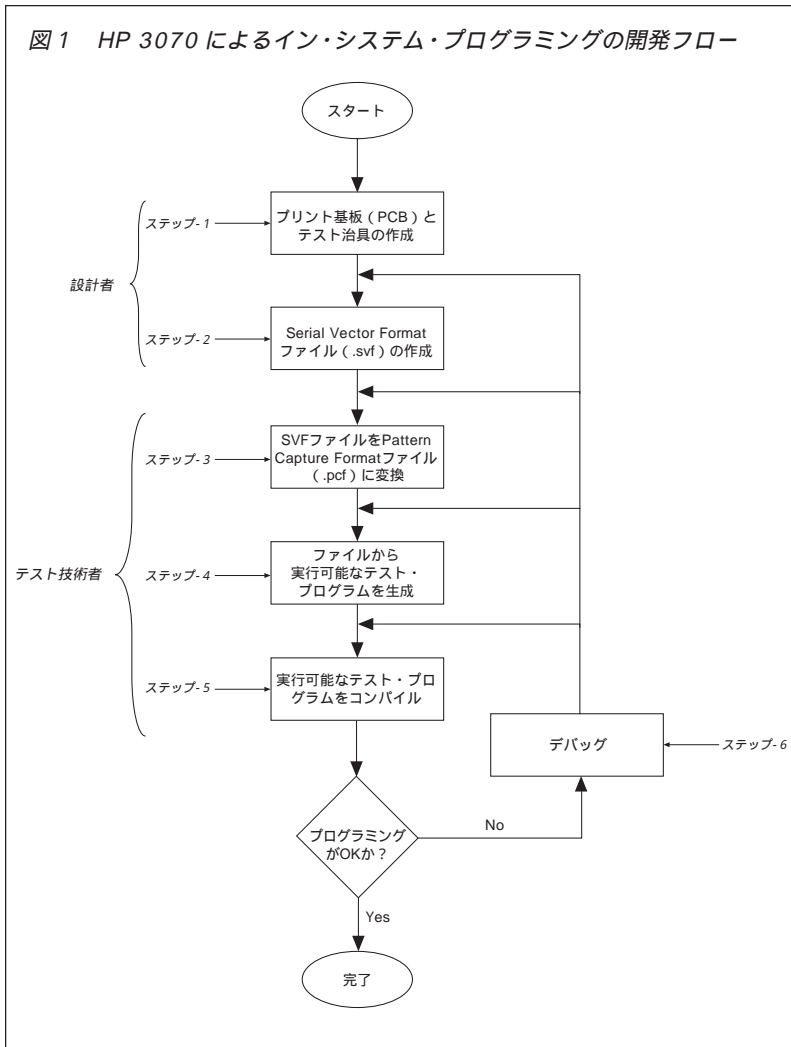 図 1 HP 3070 によるイン・システム・プログラミングの開発フロー
スタート
ステップ-1
プリント基板(PCB)と
テスト治具の作成
設計者
ステップ-2
Serial Vector Format
ファイル(.svf)の作成
ステップ-3
SVFファイルをPattern
Capture Formatファイル
(.pcf)に変換
テスト技術者
ステップ-4
ファイルから
実行可能なテスト・
プログラムを生成
ステップ-5
実行可能なテスト・プロ
グラムをコンパイル
デバッグ
ステップ-6
プログラミング
がOKか?
No
Yes
完了